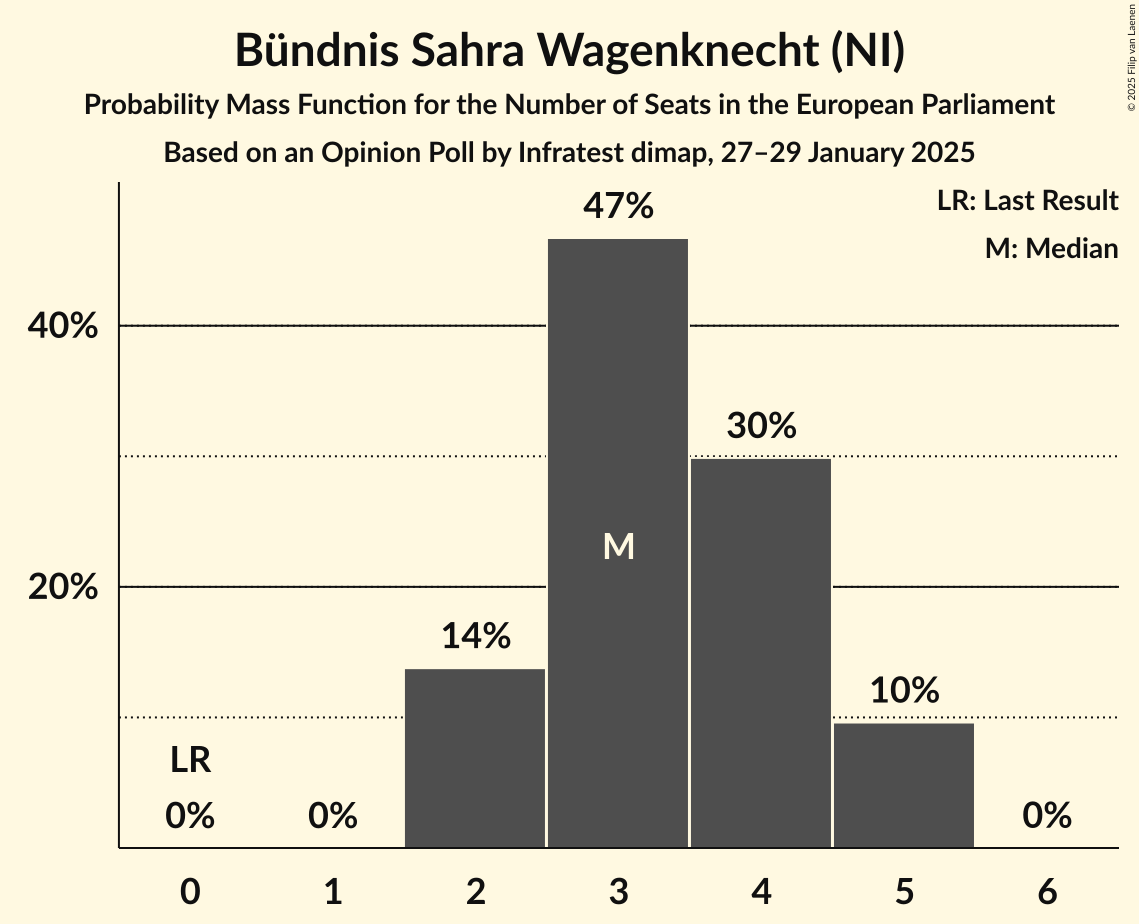 Bündnis Sahra Wagenknecht (NI)
Probability Mass Function for the Number of Seats in the European Parliament
Based on an Opinion Poll by Infratest dimap, 27–29 January 2025
© 2025 Filip van Laenen
LR: Last Result
M: Median
47%
40%
30%
M
20%
14%
10%
LR
0%
0%
0%
0
1
2
3
4
5
6